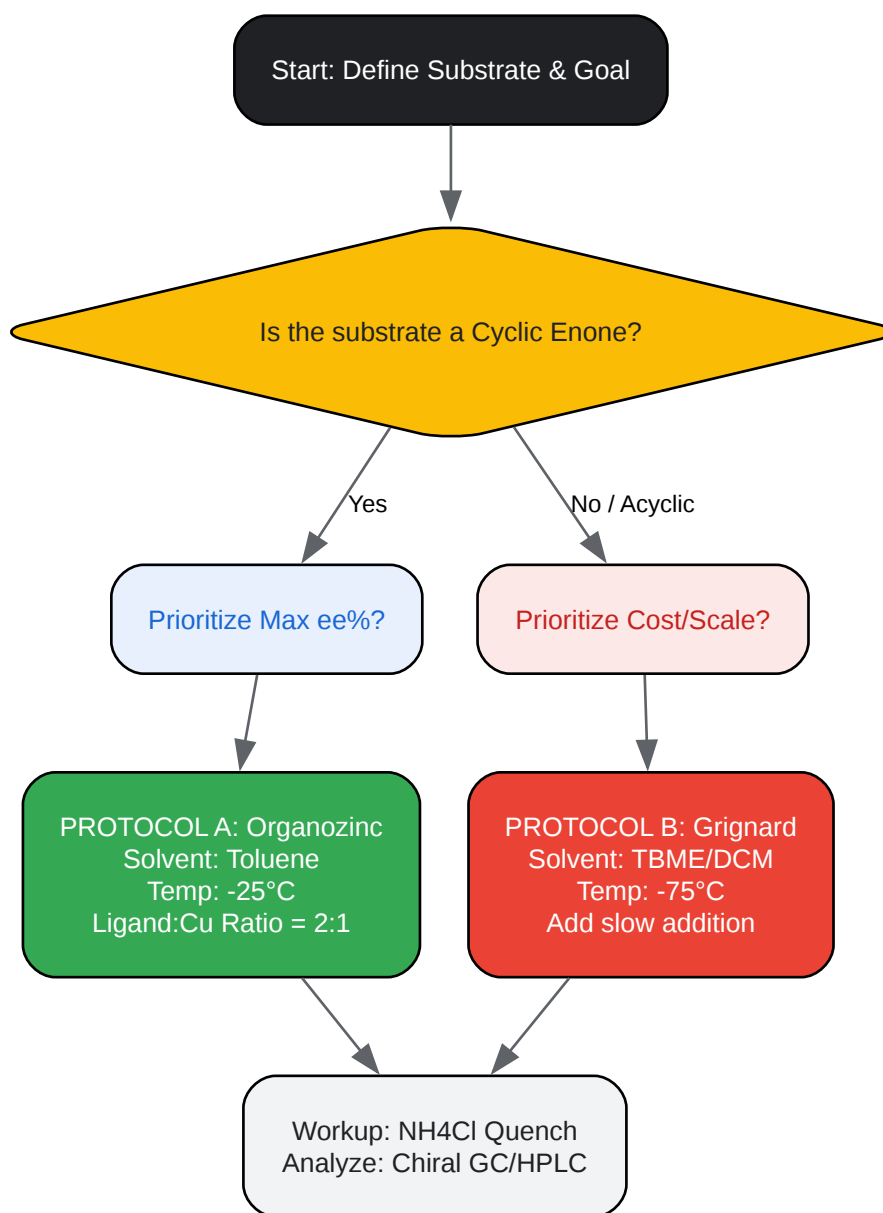 Start: Define Substrate & Goal
Is the substrate a Cyclic Enone?
Yes
No / Acyclic
Prioritize Max ee%?
Prioritize Cost/Scale?
PROTOCOL A: Organozinc
Solvent: Toluene
Temp: -25°C
Ligand:Cu Ratio = 2:1
PROTOCOL B: Grignard
Solvent: TBME/DCM
Temp: -75°C
Add slow addition
Workup: NH4Cl Quench
Analyze: Chiral GC/HPLC